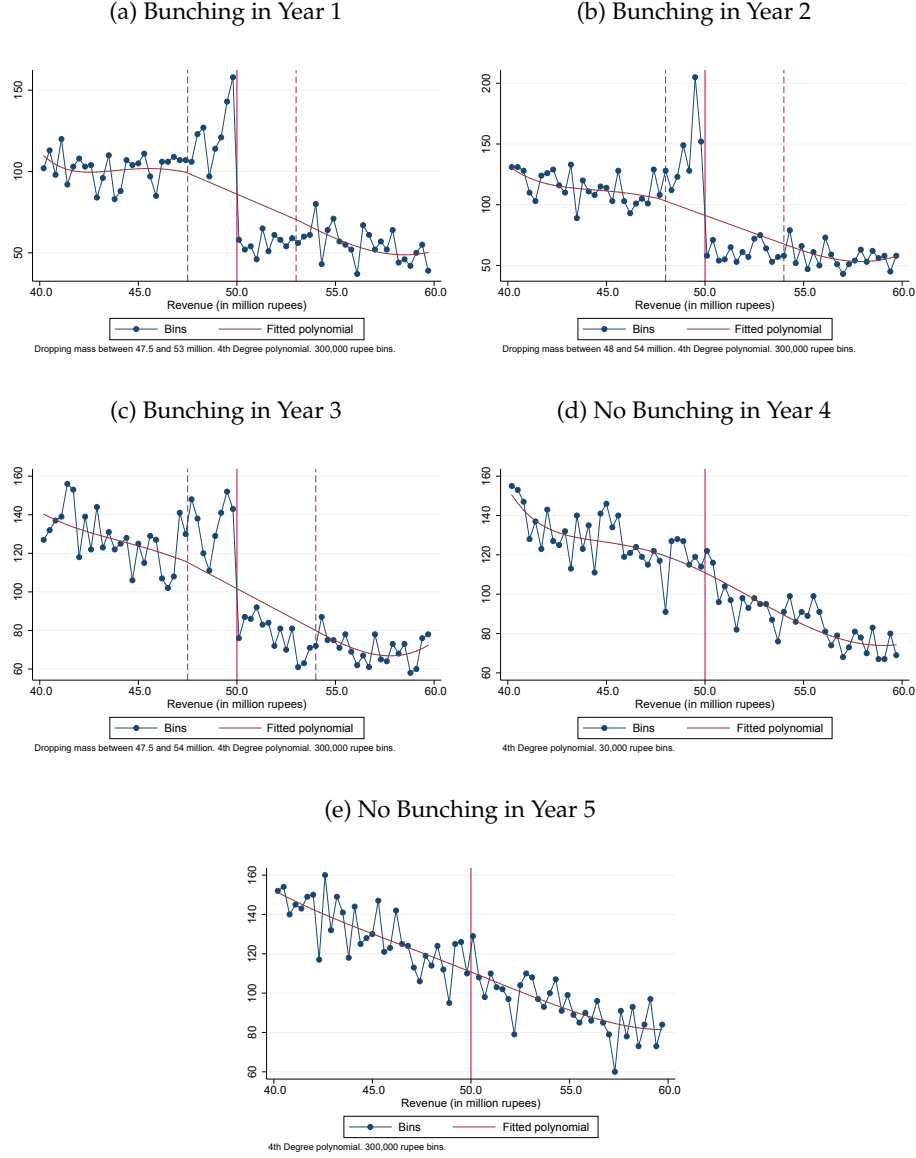 (a) Bunching in Year 1
150
100
50
40.0 45.0 50.0 55.0 60.0
Revenue (in million rupees)
Bins Fitted polynomial
Dropping mass between 47.5 and 53 million. 4th Degree polynomial. 300,000 rupee bins.
(b) Bunching in Year 2
200
150
100
50
40.0 45.0 50.0 55.0 60.0
Revenue (in million rupees)
Bins Fitted polynomial
Dropping mass between 48 and 54 million. 4th Degree polynomial. 300,000 rupee bins.
(c) Bunching in Year 3
160
140
120
100
80
60
40.0 45.0 50.0 55.0 60.0
Revenue (in million rupees)
Bins Fitted polynomial
Dropping mass between 47.5 and 54 million. 4th Degree polynomial. 300,000 rupee bins.
(d) No Bunching in Year 4
160
140
120
100
80
60
40.0 45.0 50.0 55.0 60.0
Revenue (in million rupees)
Bins Fitted polynomial
4th Degree polynomial. 30,000 rupee bins.
(e) No Bunching in Year 5
160
140
120
100
80
60
40.0 45.0 50.0 55.0 60.0
Revenue (in million rupees)
Bins Fitted polynomial
4th Degree polynomial. 300,000 rupee bins.